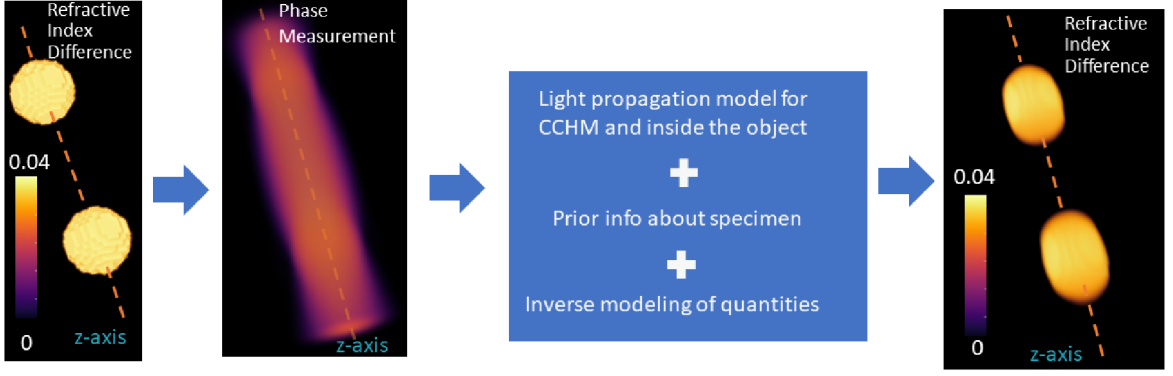 Refractive
Index
Difference
0.04
0
z-axis
Phase
Measurement
z-axis
Light propagation model for
CCHM and inside the object
Prior info about specimen
Inverse modeling of quantities
Refractive
Index
Difference
0.04
0
z-axis